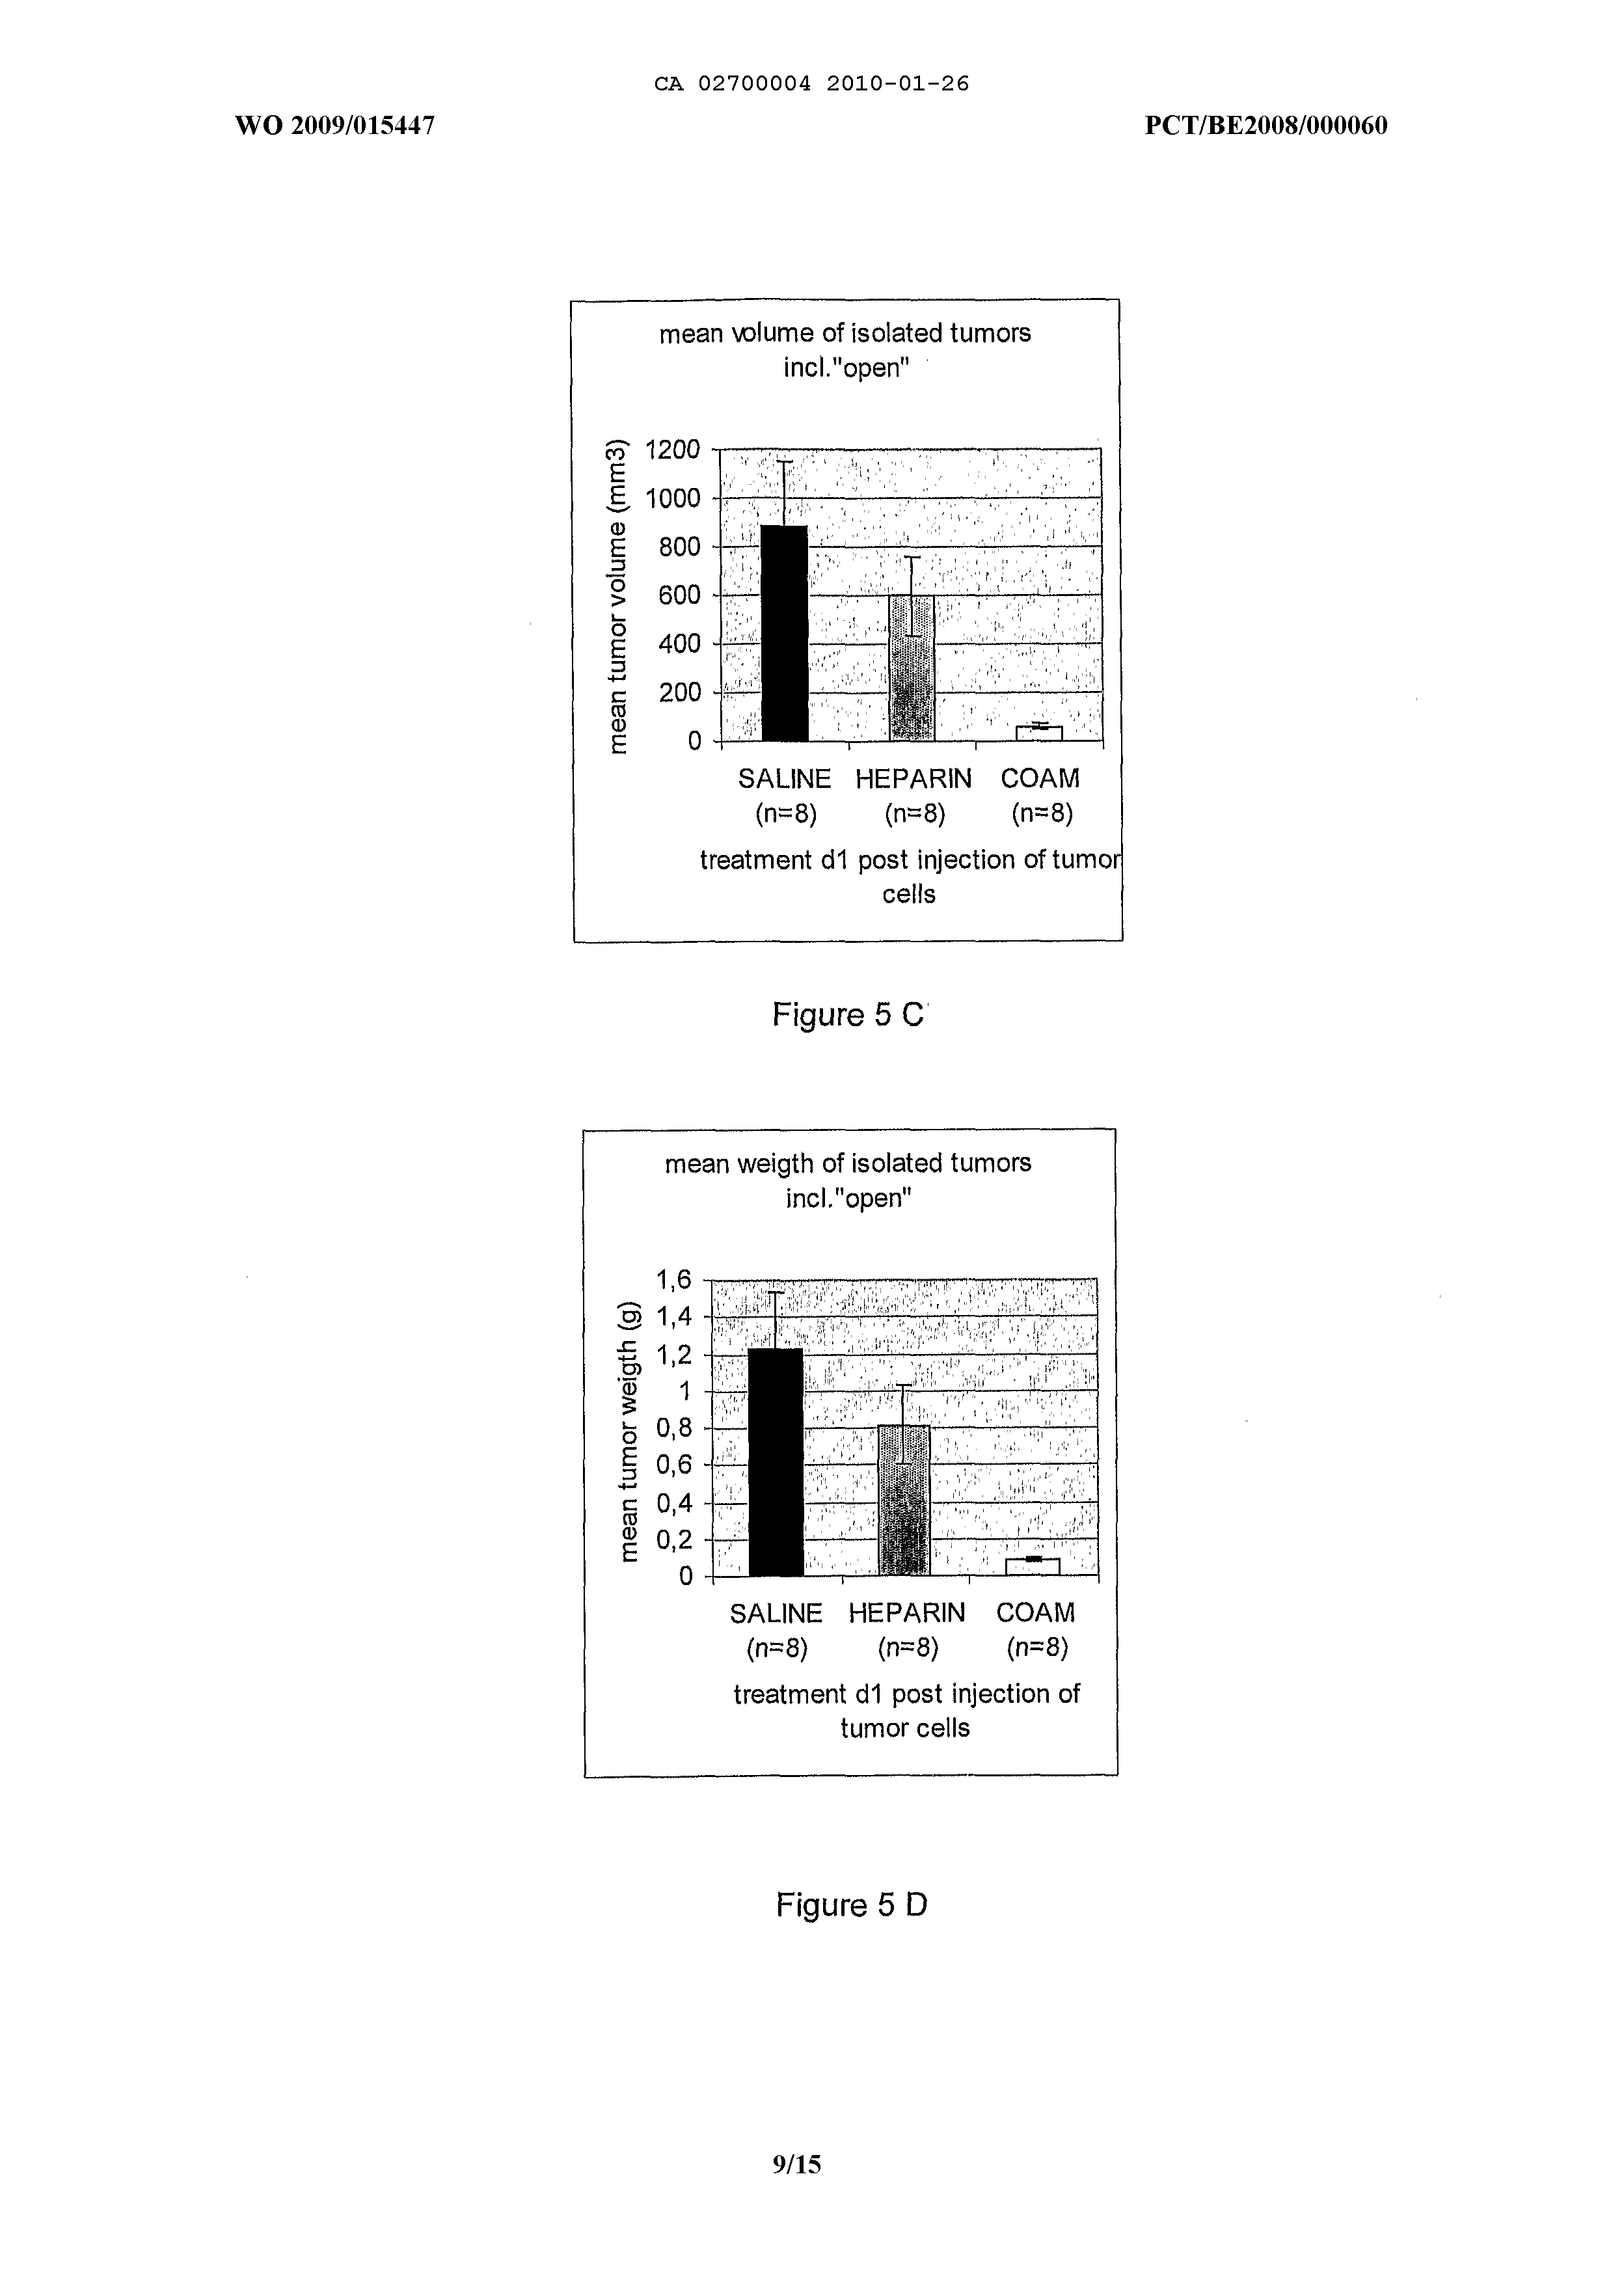 CA 02700004 2010-01-26
WO 2009/015447
PCT/BE2008/000060
mean volume of isolated tumors
incl."open"
mean tumor volume (mm3)
1200
1000
800
600
400
200
0
SALINE HEPARIN COAM
(n=8) (n=8) (n=8)
treatment d1 post injection of tumor
cells
Figure 5 C
mean weigth of isolated tumors
incl."open"
mean tumor weigth (g)
1,6
1,4
1,2
1
0,8
0,6
0,4
0,2
0
SALINE HEPARIN COAM
(n=8) (n=8) (n=8)
treatment d1 post injection of
tumor cells
Figure 5 D
9/15